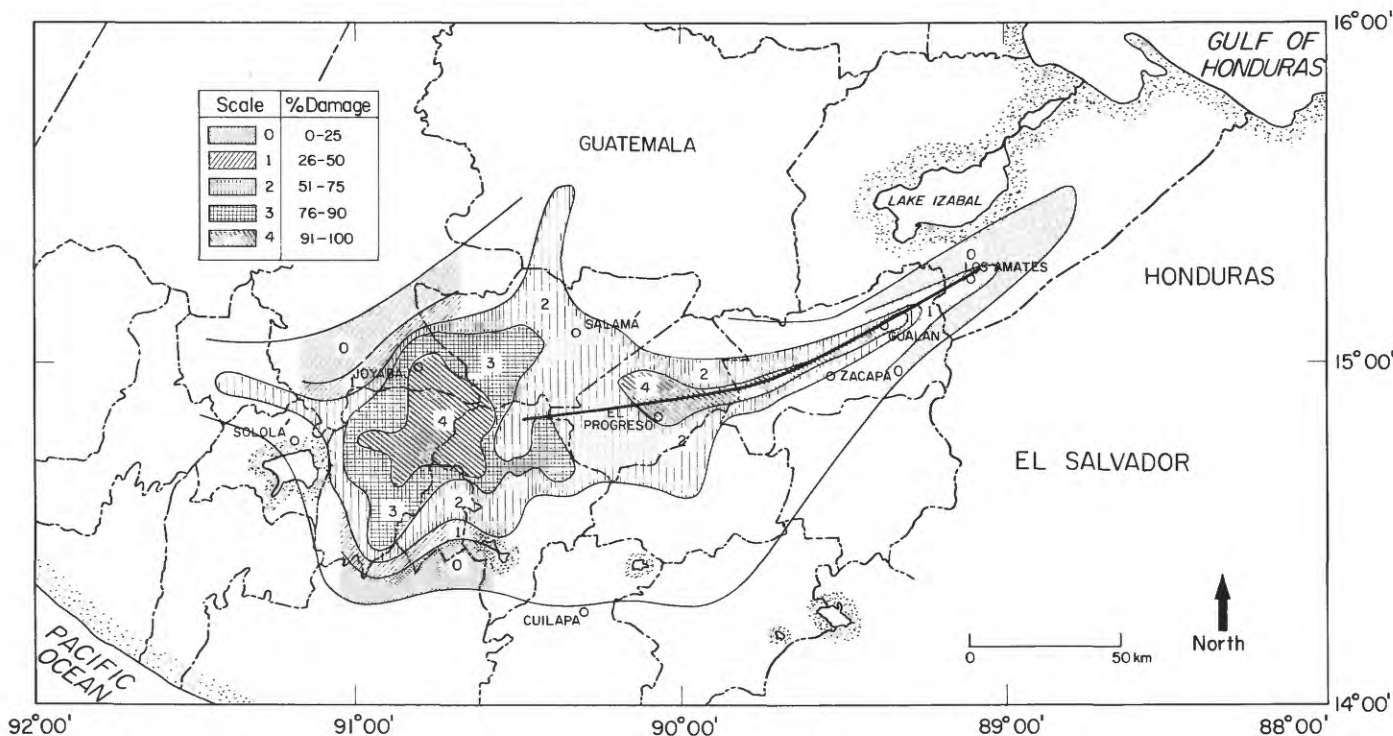 16°00'
GULF OF
HONDURAS
Scale %Damage
0 0-25
1 26-50
2 51-75
3 76-90
4 91-100
GUATEMALA
LAKE IZABAL
LOS AMATES
HONDURAS
2
SALAMÁ
1
GUALAN
0
3
JOYABA
15°00'
2
4
ZACAPA
EL
PROGRESO
4
SOLOLÁ
2
EL SALVADOR
3
2
1
0
CUILAPA
North
0 50 km
PACIFIC
OCEAN
14°00'
92°00' 91°00' 90°00' 89°00' 88°00'